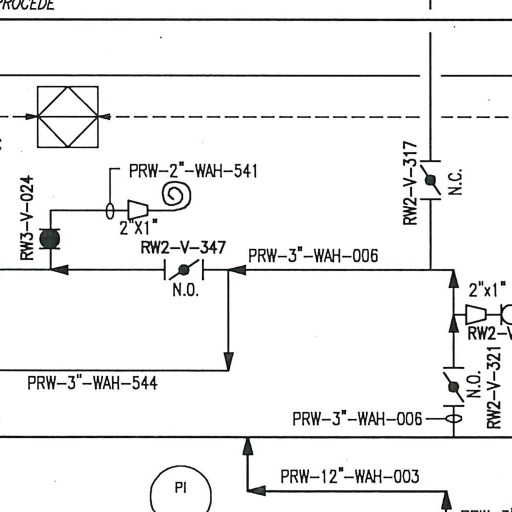 PROCÉDÉ
PRW-2"-WAH-541
RW3-V-024
2"X1"
RW2-V-317
N.C.
RW2-V-347
N.O.
PRW-3"-WAH-006
2"x1"
RW2-V
PRW-3"-WAH-544
N.O.
RW2-V-321
PRW-3"-WAH-006
PRW-12"-WAH-003
PI